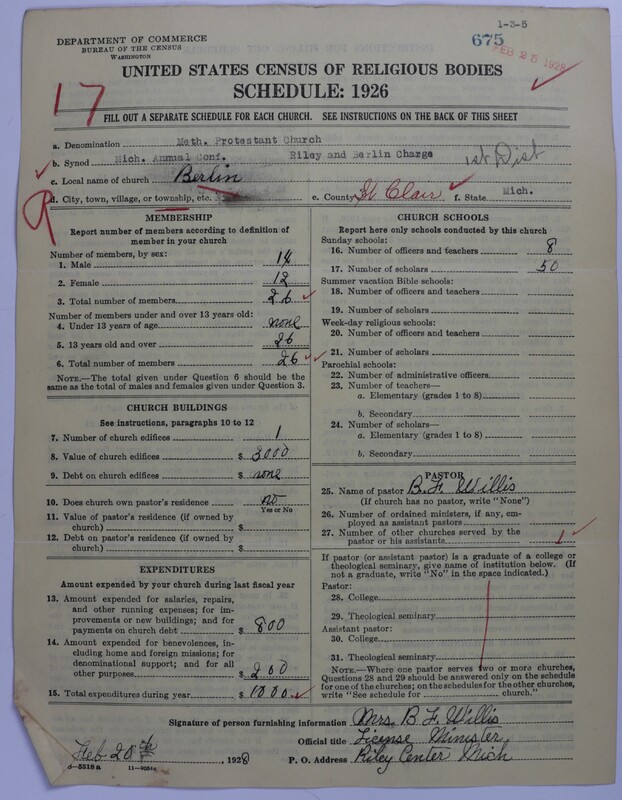 1-3-5
DEPARTMENT OF COMMERCE
BUREAU OF THE CENSUS
WASHINGTON
675
FEB 25 1928
UNITED STATES CENSUS OF RELIGIOUS BODIES
SCHEDULE: 1926
17
FILL OUT A SEPARATE SCHEDULE FOR EACH CHURCH. SEE INSTRUCTIONS ON THE BACK OF THIS SHEET
a. Denomination Meth. Protestant Church
b. Synod Mich. Annual Conf. Riley and Berlin Charge 1st Dist
c. Local name of church Berlin
d. City, town, village, or township, etc. e. County St Clair f. State Mich.
R
MEMBERSHIP
Report number of members according to definition of
member in your church
Number of members, by sex:
1. Male 14
2. Female 12
3. Total number of members 26
Number of members under and over 13 years old:
4. Under 13 years of age none
5. 13 years old and over 26
6. Total number of members 26
NOTE.—The total given under Question 6 should be the
same as the total of males and females given under Question 3.
CHURCH BUILDINGS
See instructions, paragraphs 10 to 12
7. Number of church edifices 1
8. Value of church edifices $ 3000
9. Debt on church edifices $ none
10. Does church own pastor's residence no
Yes or No
11. Value of pastor's residence (if owned by
church) $
12. Debt on pastor's residence (if owned by
church) $
EXPENDITURES
Amount expended by your church during last fiscal year
13. Amount expended for salaries, repairs,
and other running expenses; for im-
provements or new buildings; and for
payments on church debt $ 800
14. Amount expended for benevolences, in-
cluding home and foreign missions; for
denominational support; and for all
other purposes $ 200
15. Total expenditures during year $ 1000
CHURCH SCHOOLS
Report here only schools conducted by this church
Sunday schools:
16. Number of officers and teachers 8
17. Number of scholars 50
Summer vacation Bible schools:
18. Number of officers and teachers
19. Number of scholars
Week-day religious schools:
20. Number of officers and teachers
21. Number of scholars
Parochial schools:
22. Number of administrative officers
23. Number of teachers—
a. Elementary (grades 1 to 8)
b. Secondary
24. Number of scholars—
a. Elementary (grades 1 to 8)
b. Secondary
PASTOR
25. Name of pastor B. F. Willis
(If church has no pastor, write "None")
26. Number of ordained ministers, if any, em-
ployed as assistant pastors
27. Number of other churches served by the
pastor or his assistants 1
If pastor (or assistant pastor) is a graduate of a college or
theological seminary, give name of institution below. (If
not a graduate, write "No" in the space indicated.)
Pastor:
28. College
29. Theological seminary
Assistant pastor:
30. College
31. Theological seminary
NOTE.—Where one pastor serves two or more churches,
Questions 28 and 29 should be answered only on the schedule
for one of the churches; on the schedules for the other churches,
write "See schedule for church."
Signature of person furnishing information Mrs. B F Willis
Official title License Minister
Feb 20th 1928 P. O. Address Riley Center Mich